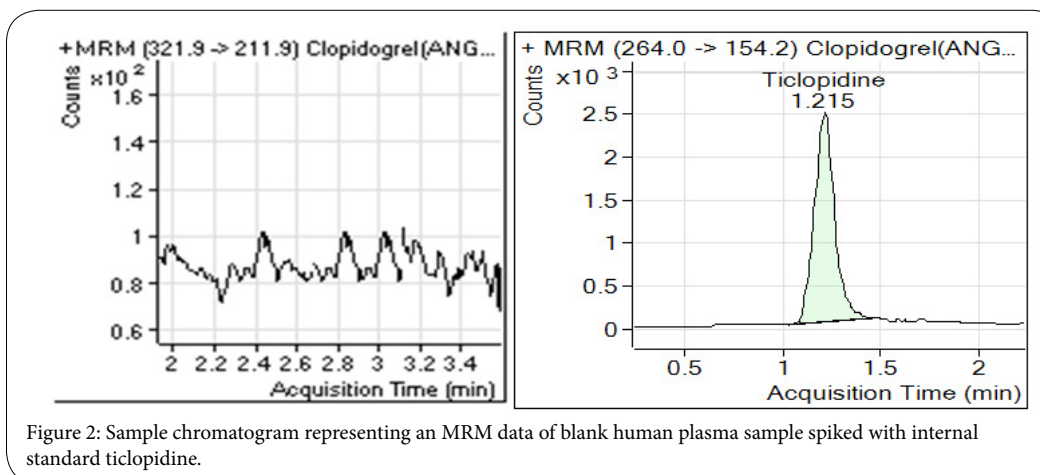 +MRM (321.9 -> 211.9) Clopidogrel(ANG...
Counts
x10 2
1.6
1.4
1.2
1
0.8
0.6
2 2.2 2.4 2.6 2.8 3 3.2 3.4
Acquisition Time (min)
+ MRM (264.0 -> 154.2) Clopidogrel(ANG...
Counts
x10 3
Ticlopidine
1.215
2.5
2
1.5
1
0.5
0
0.5 1 1.5 2
Acquisition Time (min)
Figure 2: Sample chromatogram representing an MRM data of blank human plasma sample spiked with internal
standard ticlopidine.